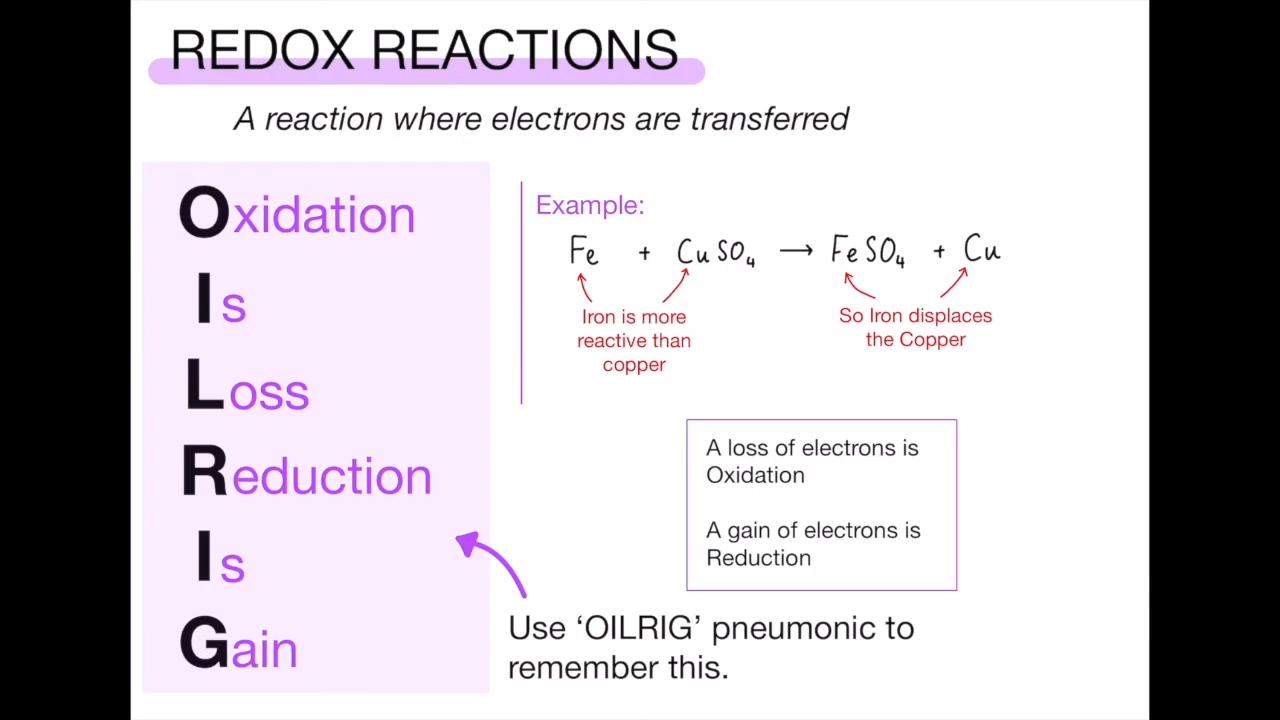 REDOX REACTIONS
A reaction where electrons are transferred
Oxidation
Is
Loss
Reduction
Is
Gain
Example:
Fe + CuSO₄ → FeSO₄ + Cu
Iron is more
reactive than
copper
So Iron displaces
the Copper
A loss of electrons is
Oxidation
A gain of electrons is
Reduction
Use ‘OILRIG’ pneumonic to
remember this.